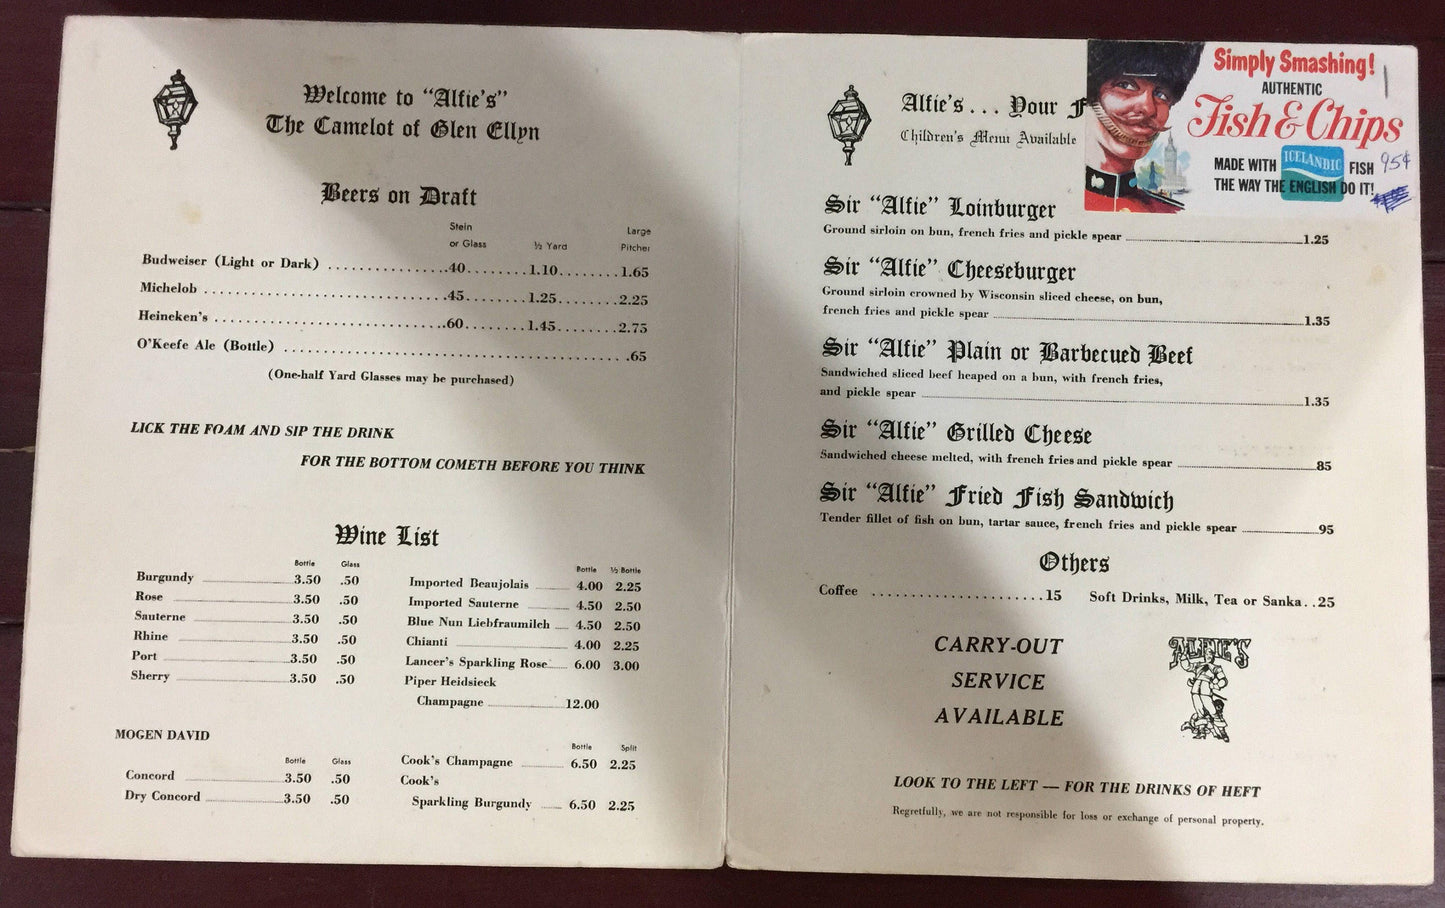 Welcome to "Alfie's"
The Camelot of Glen Ellyn
Beers on Draft
Stein
or Glass ½ Yard Large
Pitcher
Budweiser (Light or Dark) ....................40........1.10........1.65
Michelob ....................45........1.25........2.25
Heineken's ....................60........1.45........2.75
O'Keefe Ale (Bottle) ....................65
(One-half Yard Glasses may be purchased)
LICK THE FOAM AND SIP THE DRINK
FOR THE BOTTOM COMETH BEFORE YOU THINK
Wine List
Bottle Glass
Burgundy 3.50 .50
Rose 3.50 .50
Sauterne 3.50 .50
Rhine 3.50 .50
Port 3.50 .50
Sherry 3.50 .50
Bottle ½ Bottle
Imported Beaujolais 4.00 2.25
Imported Sauterne 4.50 2.50
Blue Nun Liebfraumilch 4.50 2.50
Chianti 4.00 2.25
Lancer's Sparkling Rose 6.00 3.00
Piper Heidsieck
Champagne 12.00
MOGEN DAVID
Bottle Glass
Concord 3.50 .50
Dry Concord 3.50 .50
Bottle Split
Cook's Champagne 6.50 2.25
Cook's
Sparkling Burgundy 6.50 2.25
Alfie's... Your
Children's Menu Available
Simply Smashing!
AUTHENTIC
Fish & Chips
MADE WITH ICELANDIC FISH 95¢
THE WAY THE ENGLISH DO IT!
Sir "Alfie" Loinburger
Ground sirloin on bun, french fries and pickle spear 1.25
Sir "Alfie" Cheeseburger
Ground sirloin crowned by Wisconsin sliced cheese, on bun,
french fries and pickle spear 1.35
Sir "Alfie" Plain or Barbecued Beef
Sandwiched sliced beef heaped on a bun, with french fries,
and pickle spear 1.35
Sir "Alfie" Grilled Cheese
Sandwiched cheese melted, with french fries and pickle spear 85
Sir "Alfie" Fried Fish Sandwich
Tender fillet of fish on bun, tartar sauce, french fries and pickle spear 95
Others
Coffee ......................15 Soft Drinks, Milk, Tea or Sanka..25
CARRY-OUT
SERVICE
AVAILABLE
ALFIE'S
LOOK TO THE LEFT — FOR THE DRINKS OF HEFT
Regretfully, we are not responsible for loss or exchange of personal property.